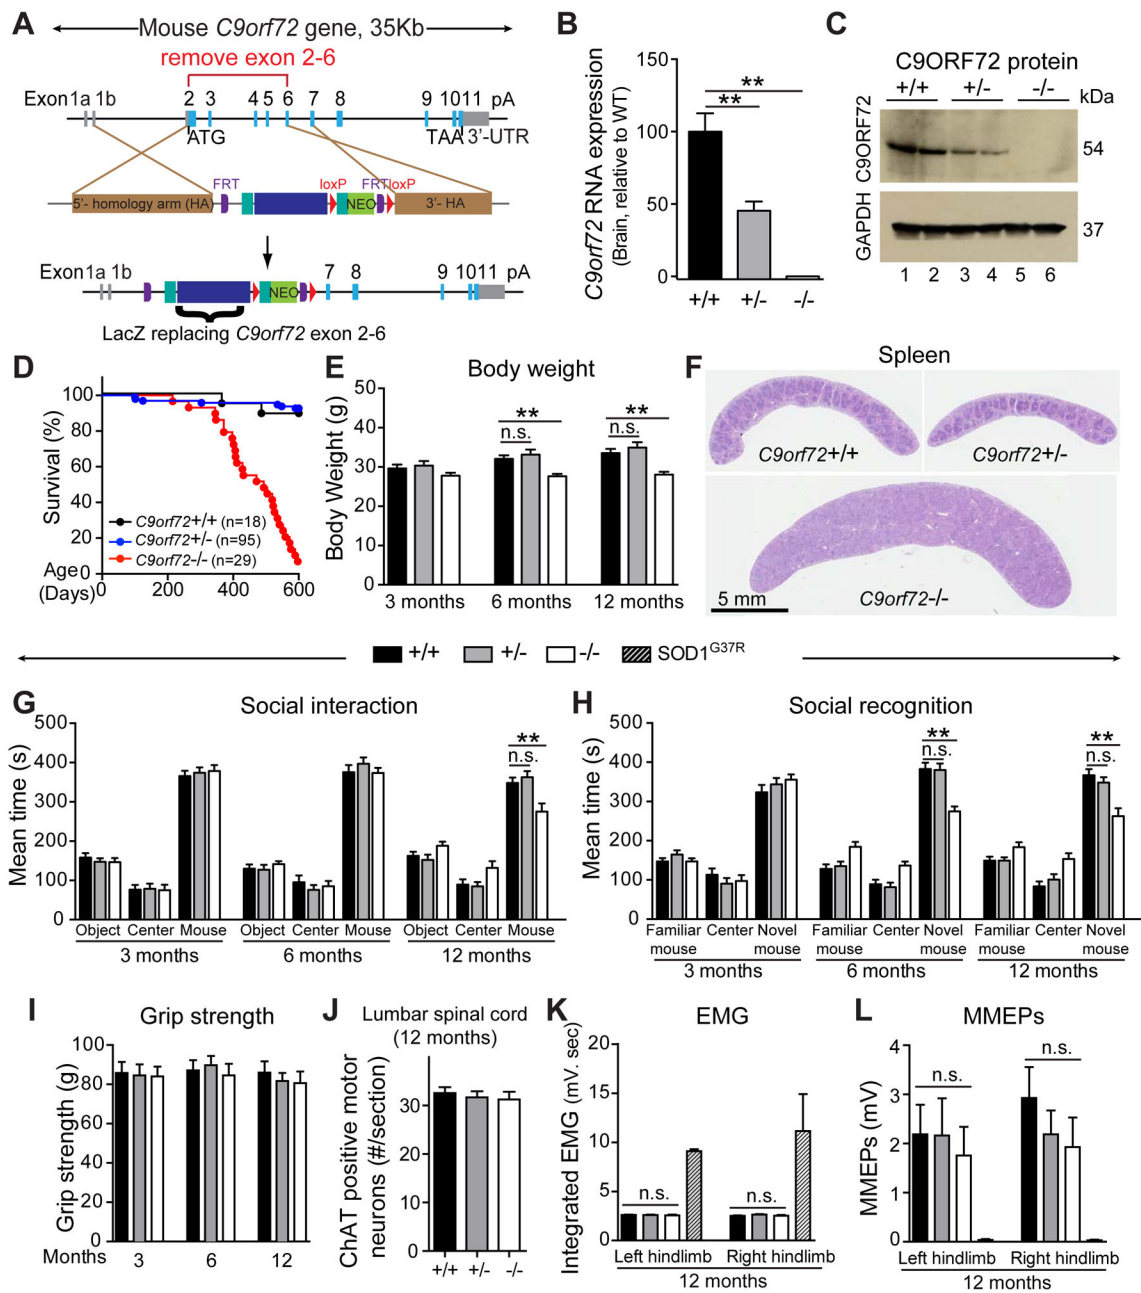 A
Mouse C9orf72 gene, 35Kb
remove exon 2-6
Exon1a 1b 2 3 4 5 6 7 8 9 1011 pA
ATG TAA 3'-UTR
FRT loxP FRT loxP
5'- homology arm (HA) NEO 3'- HA
Exon1a 1b 7 8 9 1011 pA
NEO
LacZ replacing C9orf72 exon 2-6
B
C9orf72 RNA expression
(Brain, relative to WT)
150
100
50
0
**
**
+/+ +/- -/-
C
C9ORF72 protein
+/+ +/- -/- kDa
C9ORF72 54
GAPDH 37
1 2 3 4 5 6
D
Survival (%)
100
80
60
40
20
0
C9orf72+/+ (n=18)
C9orf72+/- (n=95)
C9orf72-/- (n=29)
Age
(Days)
0 200 400 600
E
Body weight
Body Weight (g)
50
40
30
20
10
0
** **
n.s. n.s.
3 months 6 months 12 months
F
Spleen
C9orf72+/+ C9orf72+/-
C9orf72-/-
5 mm
+/+ +/- -/- SOD1G37R
G
Social interaction
Mean time (s)
500
400
300
200
100
0
**
n.s.
Object Center Mouse Object Center Mouse Object Center Mouse
3 months 6 months 12 months
H
Social recognition
Mean time (s)
500
400
300
200
100
0
** **
n.s. n.s.
Familiar mouse Center Novel mouse Familiar mouse Center Novel mouse Familiar mouse Center Novel mouse
3 months 6 months 12 months
I
Grip strength
Grip strength (g)
100
80
60
40
20
0
Months 3 6 12
J
Lumbar spinal cord
(12 months)
ChAT positive motor
neurons (#/section)
30
20
10
0
+/+ +/- -/-
K
EMG
Integrated EMG (mV. sec)
20
15
10
5
0
n.s. n.s.
Left hindlimb Right hindlimb
12 months
L
MMEPs
MMEPs (mV)
4
3
2
1
0
n.s. n.s.
Left hindlimb Right hindlimb
12 months